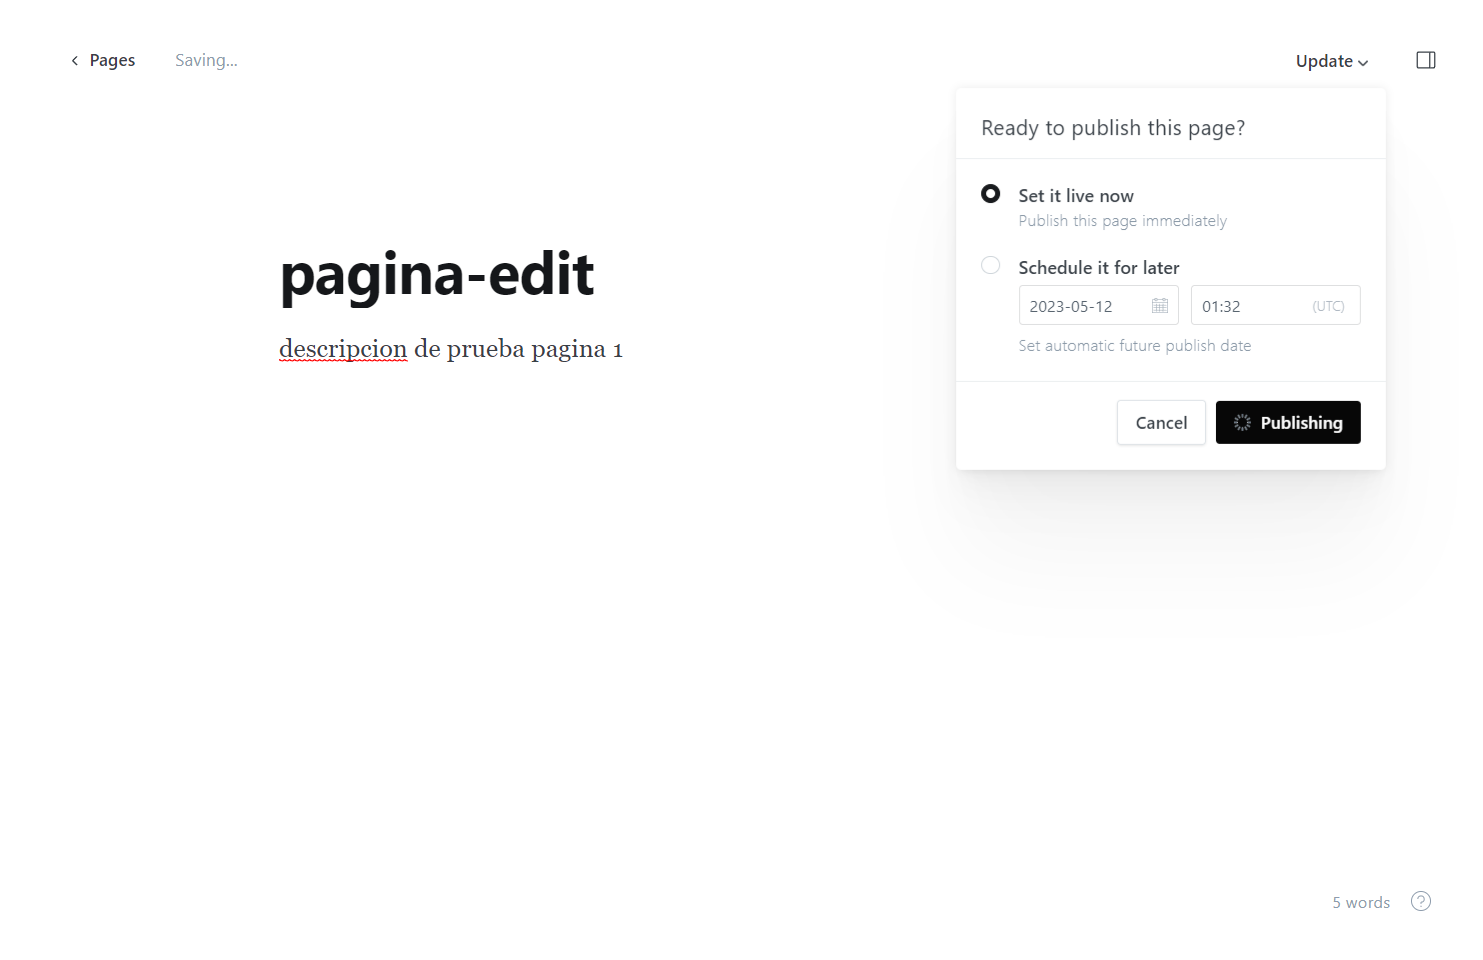 Pages
Saving...
Update
Ready to publish this page?
Set it live now
Publish this page immediately
Schedule it for later
2023-05-12
01:32 (UTC)
Set automatic future publish date
Cancel
Publishing
pagina-edit
descripcion de prueba pagina 1
5 words
?